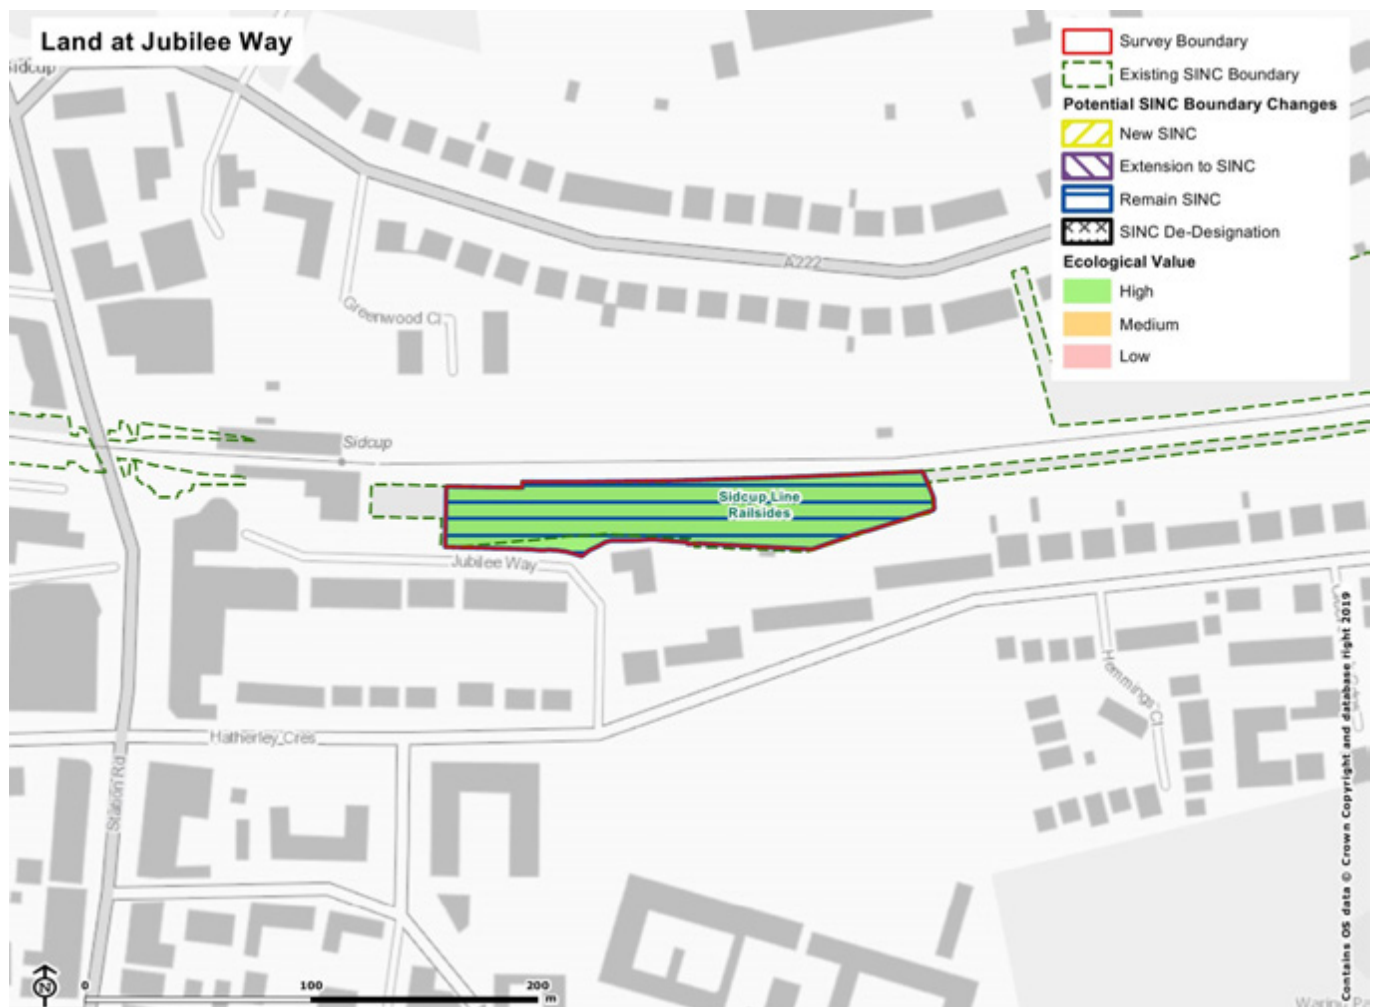 Land at Jubilee Way
Sidcup
Survey Boundary
Existing SINC Boundary
Potential SINC Boundary Changes
New SINC
Extension to SINC
Remain SINC
SINC De-Designation
Ecological Value
High
Medium
Low
A222
Greenwood Cl
Sidcup
Sidcup Line
Railsides
Jubilee Way
Hatherley Cres
Station Rd
Hemmings Cl
Contains OS data © Crown Copyright and database right 2019
N
0 100 200
m